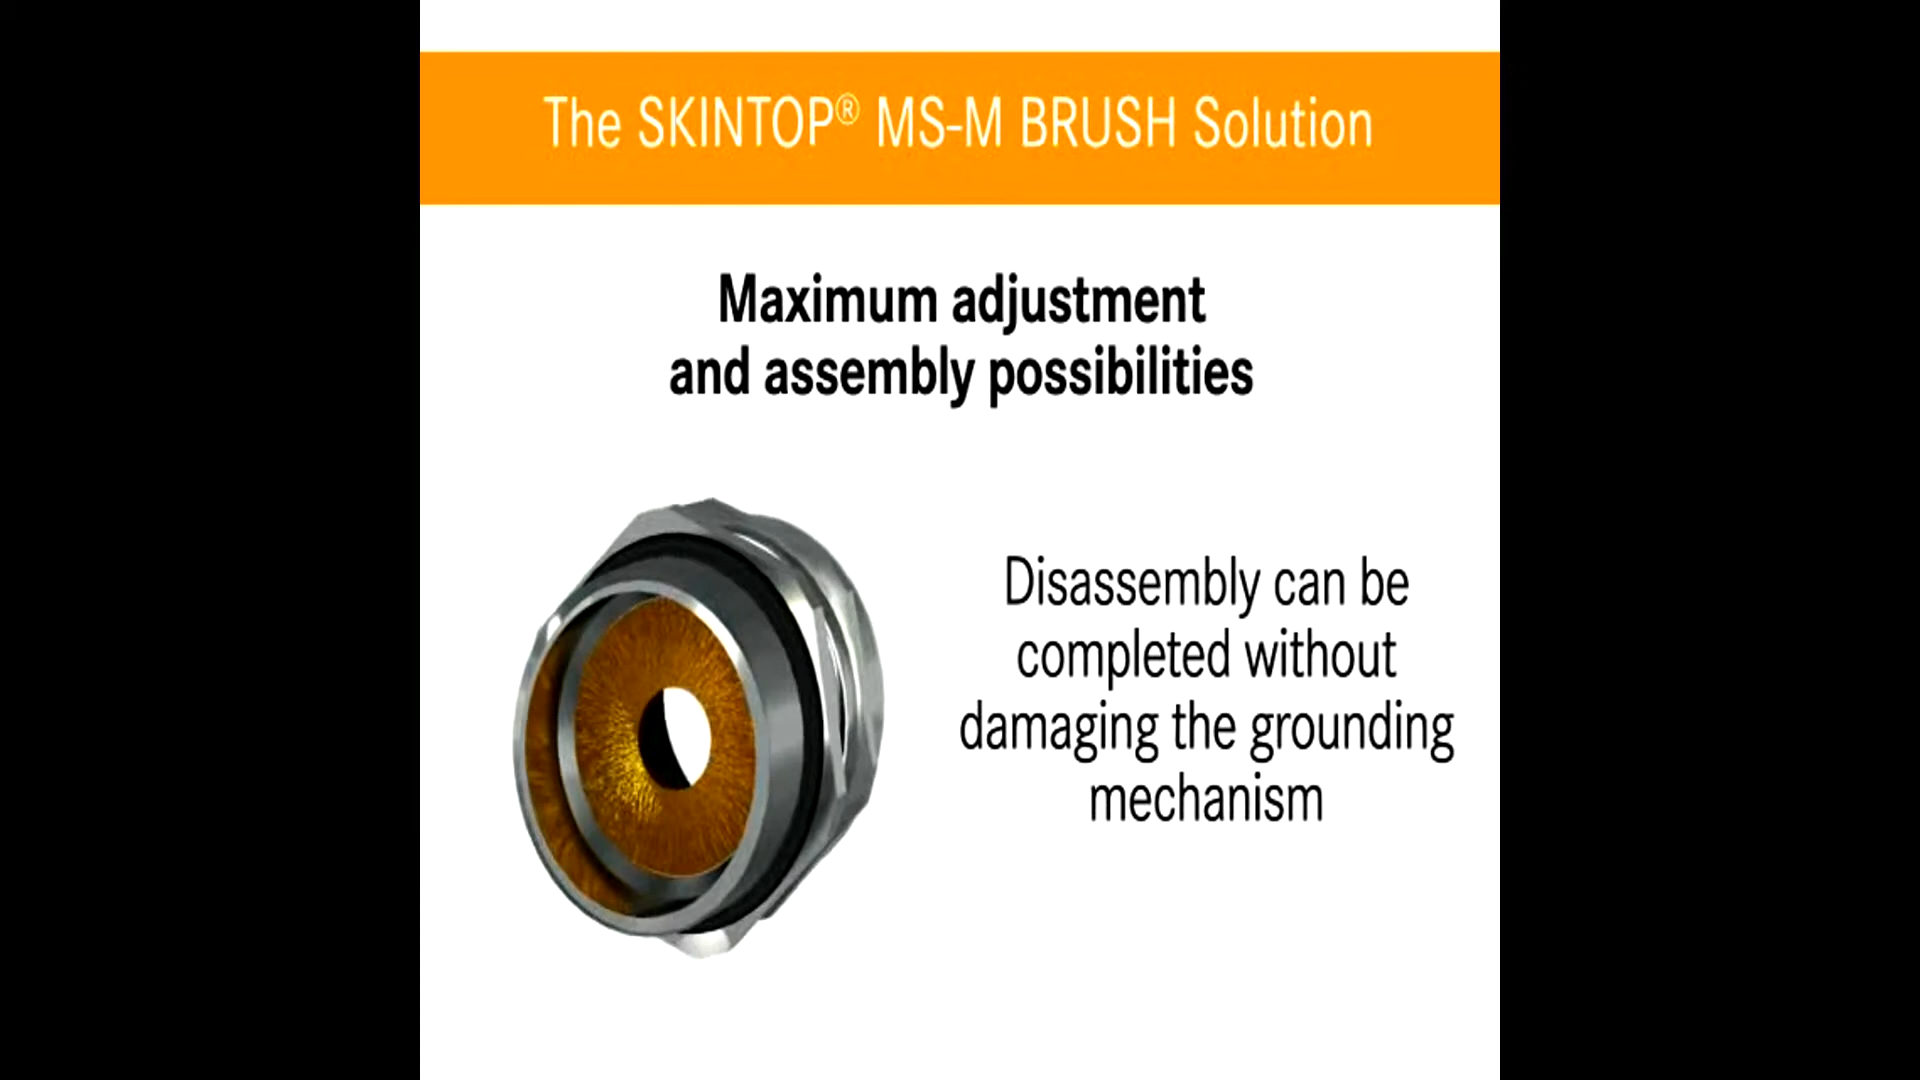 The SKINTOP® MS-M BRUSH Solution
Maximum adjustment
and assembly possibilities
Disassembly can be
completed without
damaging the grounding
mechanism